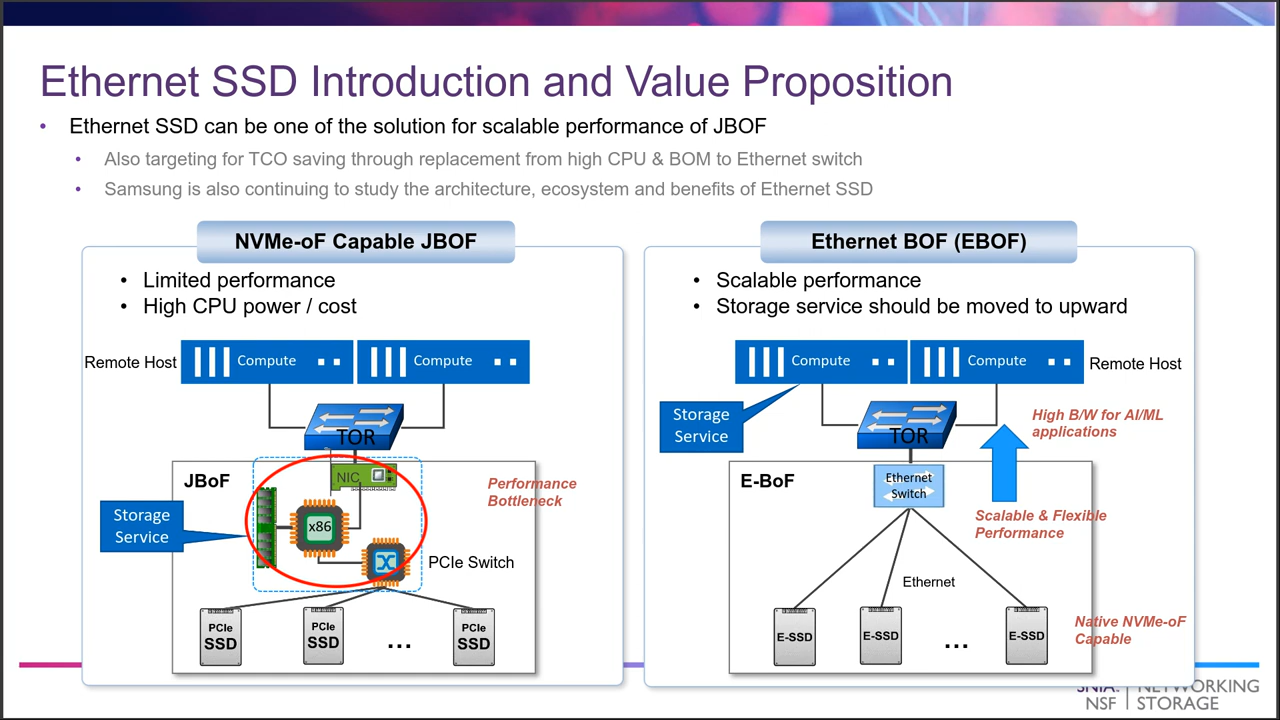 Ethernet SSD Introduction and Value Proposition
• Ethernet SSD can be one of the solution for scalable performance of JBOF
• Also targeting for TCO saving through replacement from high CPU & BOM to Ethernet switch
• Samsung is also continuing to study the architecture, ecosystem and benefits of Ethernet SSD
NVMe-oF Capable JBOF
• Limited performance
• High CPU power / cost
Remote Host
Compute
Compute
TOR
JBoF
NIC
Performance
Bottleneck
Storage
Service
x86
PCIe Switch
PCIe
SSD
PCIe
SSD
...
PCIe
SSD
Ethernet BOF (EBOF)
• Scalable performance
• Storage service should be moved to upward
Compute
Compute
Remote Host
Storage
Service
TOR
High B/W for AI/ML
applications
E-BoF
Ethernet
Switch
Scalable & Flexible
Performance
Ethernet
E-SSD
E-SSD
...
E-SSD
Native NVMe-oF
Capable
SNIA. | NETWORKING
NSF | STORAGE